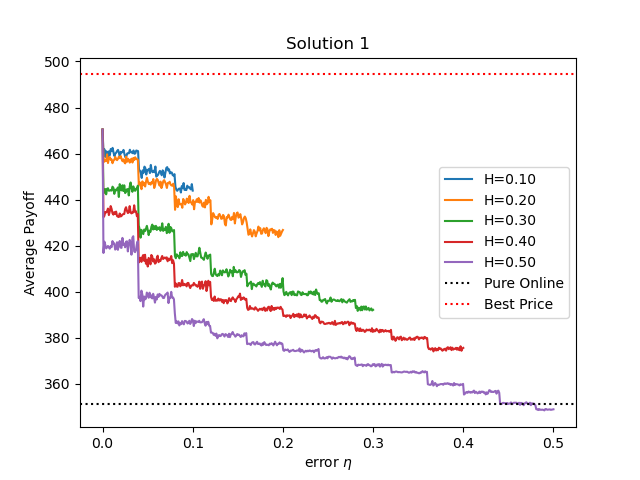 Solution 1
Average Payoff
500
480
460
440
420
400
380
360
0.0 0.1 0.2 0.3 0.4 0.5
error η
H=0.10
H=0.20
H=0.30
H=0.40
H=0.50
Pure Online
Best Price